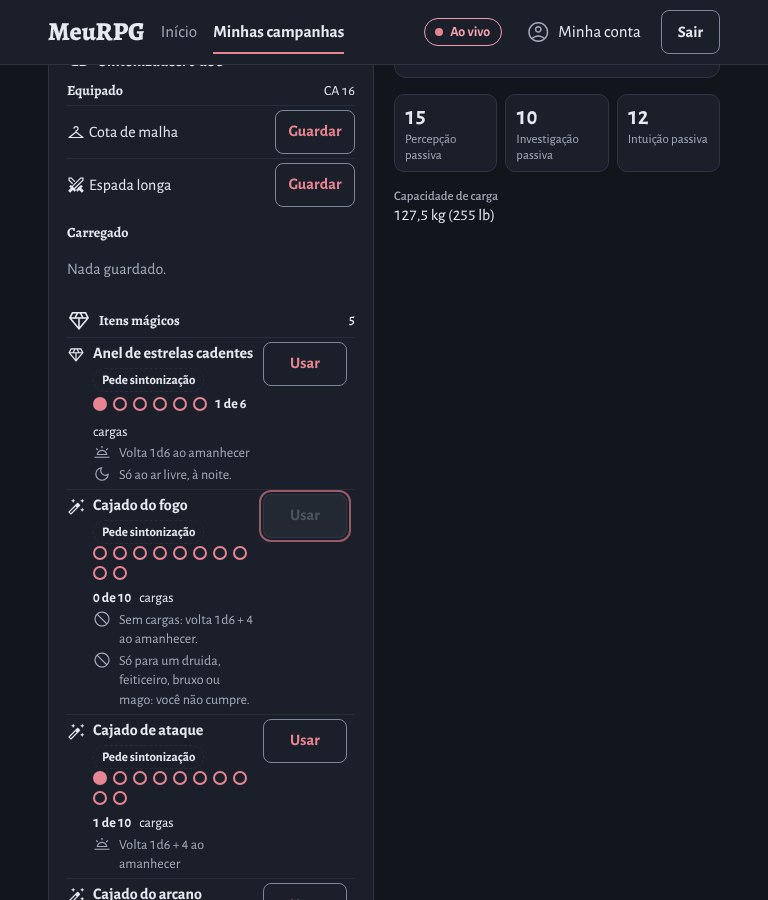 MeuRPG Início Minhas campanhas Ao vivo Minha conta Sair
Equipado CA 16
Cota de malha Guardar
Espada longa Guardar
Carregado
Nada guardado.
Itens mágicos 5
Anel de estrelas cadentes Usar
Pede sintonização
1 de 6
cargas
Volta 1d6 ao amanhecer
Só ao ar livre, à noite.
Cajado do fogo Usar
Pede sintonização
0 de 10 cargas
Sem cargas: volta 1d6 + 4
ao amanhecer.
Só para um druida,
feiticeiro, bruxo ou
mago: você não cumpre.
Cajado de ataque Usar
Pede sintonização
1 de 10 cargas
Volta 1d6 + 4 ao
amanhecer
Cajado do arcano
15
Percepção
passiva
10
Investigação
passiva
12
Intuição passiva
Capacidade de carga
127,5 kg (255 lb)